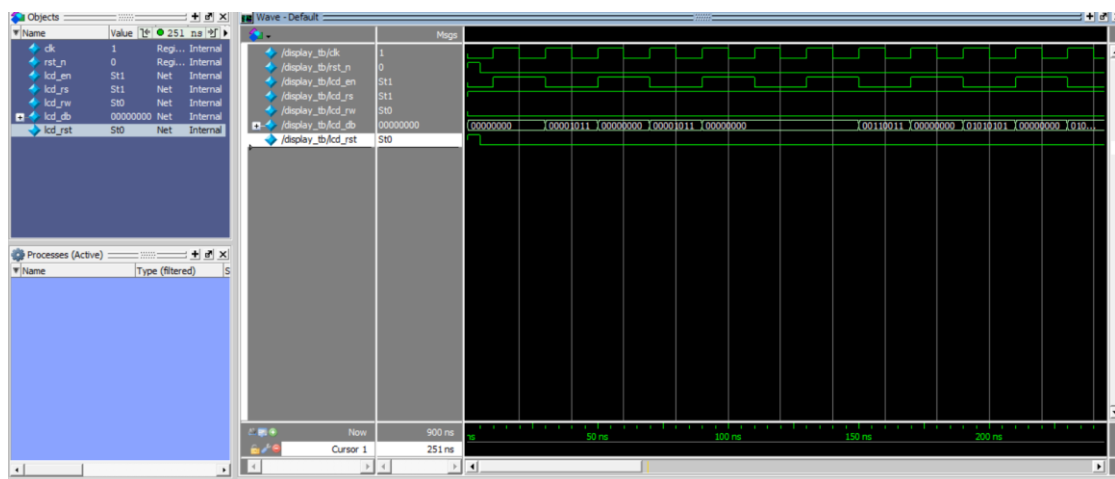 Objects
Name Value 251 ns
clk 1 Regi... Internal
rst_n 0 Regi... Internal
lcd_en St1 Net Internal
lcd_rs St1 Net Internal
lcd_rw St0 Net Internal
lcd_db 00000000 Net Internal
lcd_rst St0 Net Internal
Processes (Active)
Name Type (filtered) S
Wave - Default
Msgs
/display_tb/clk 1
/display_tb/rst_n 0
/display_tb/lcd_en St1
/display_tb/lcd_rs St1
/display_tb/lcd_rw St0
/display_tb/lcd_db 00000000 00000000 00001011 00000000 00001011 00000000 00110011 00000000 01010101 00000000 010...
/display_tb/lcd_rst St0
Now 900 ns ns 50 ns 100 ns 150 ns 200 ns
Cursor 1 251 ns